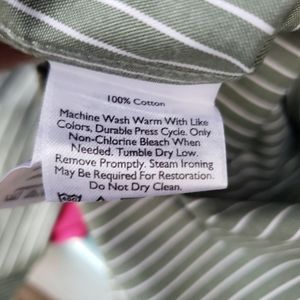 100% Cotton
Machine Wash Warm With Like
Colors, Durable Press Cycle. Only
Non-Chlorine Bleach When
Needed. Tumble Dry Low.
Remove Promptly. Steam Ironing
May Be Required For Restoration.
Do Not Dry Clean.